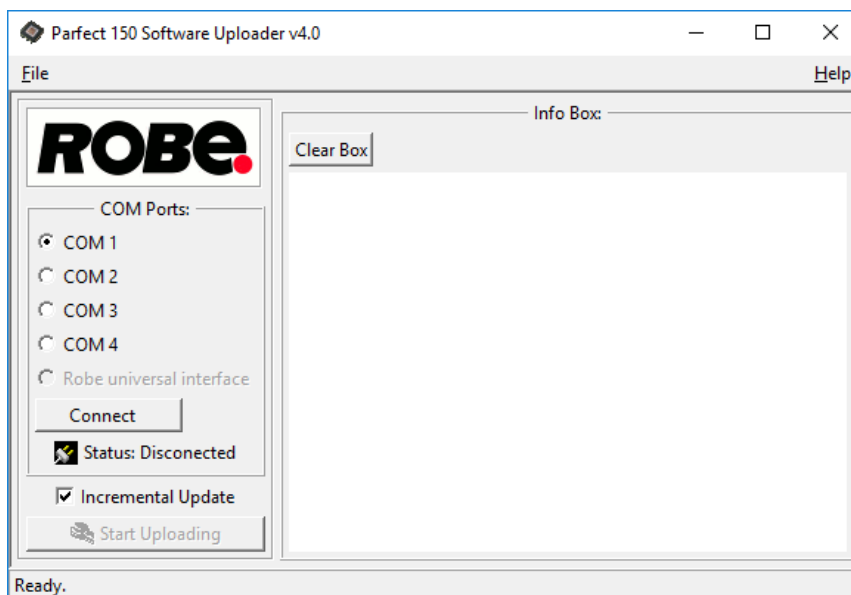 Parfect 150 Software Uploader v4.0
File
Help
ROBE.
COM Ports:
COM 1
COM 2
COM 3
COM 4
Robe universal interface
Connect
Status: Disconected
Incremental Update
Start Uploading
Info Box:
Clear Box
Ready.